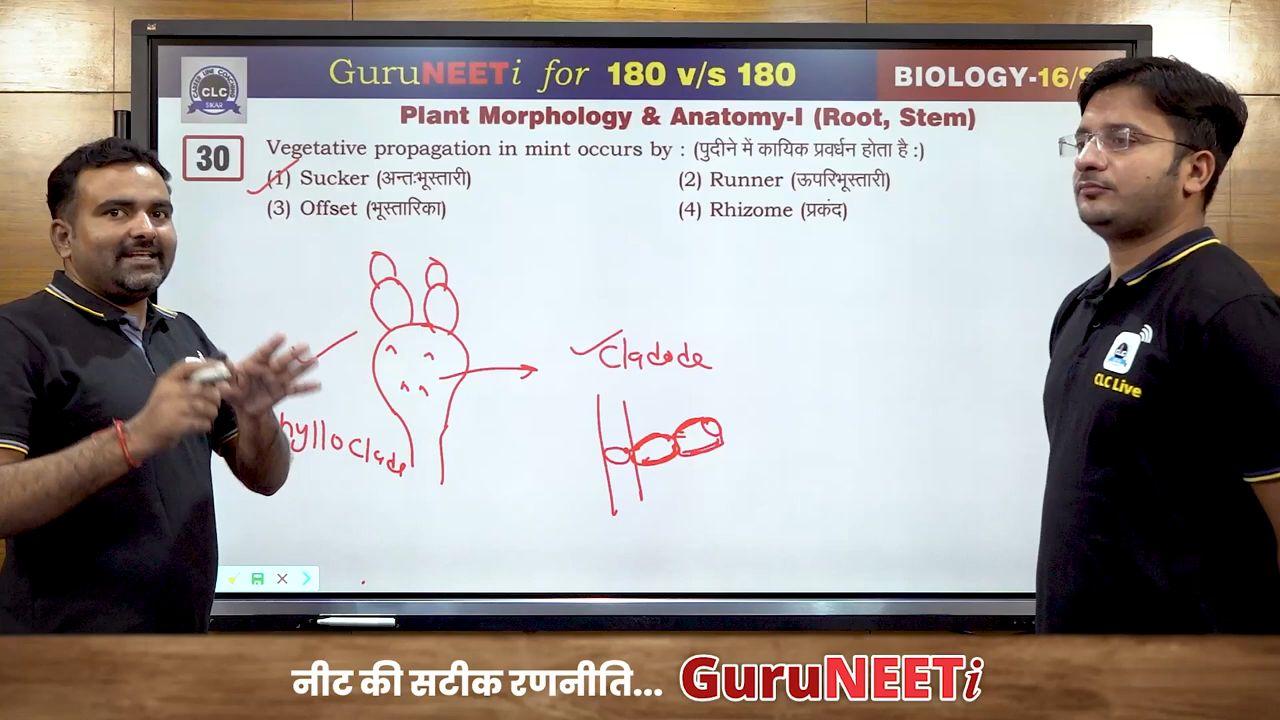 GuruNEETi for 180 v/s 180
BIOLOGY-16/
CLC
SIKAR
Plant Morphology & Anatomy-I (Root, Stem)
30
Vegetative propagation in mint occurs by : (पुदीने में कायिक प्रवर्धन होता है :)
(1) Sucker (अन्तःभूस्तारी)
(2) Runner (ऊपरिभूस्तारी)
(3) Offset (भूस्तारिका)
(4) Rhizome (प्रकंद)
Cladode
hylloclade
CLC Live
नीट की सटीक रणनीति... GuruNEETi